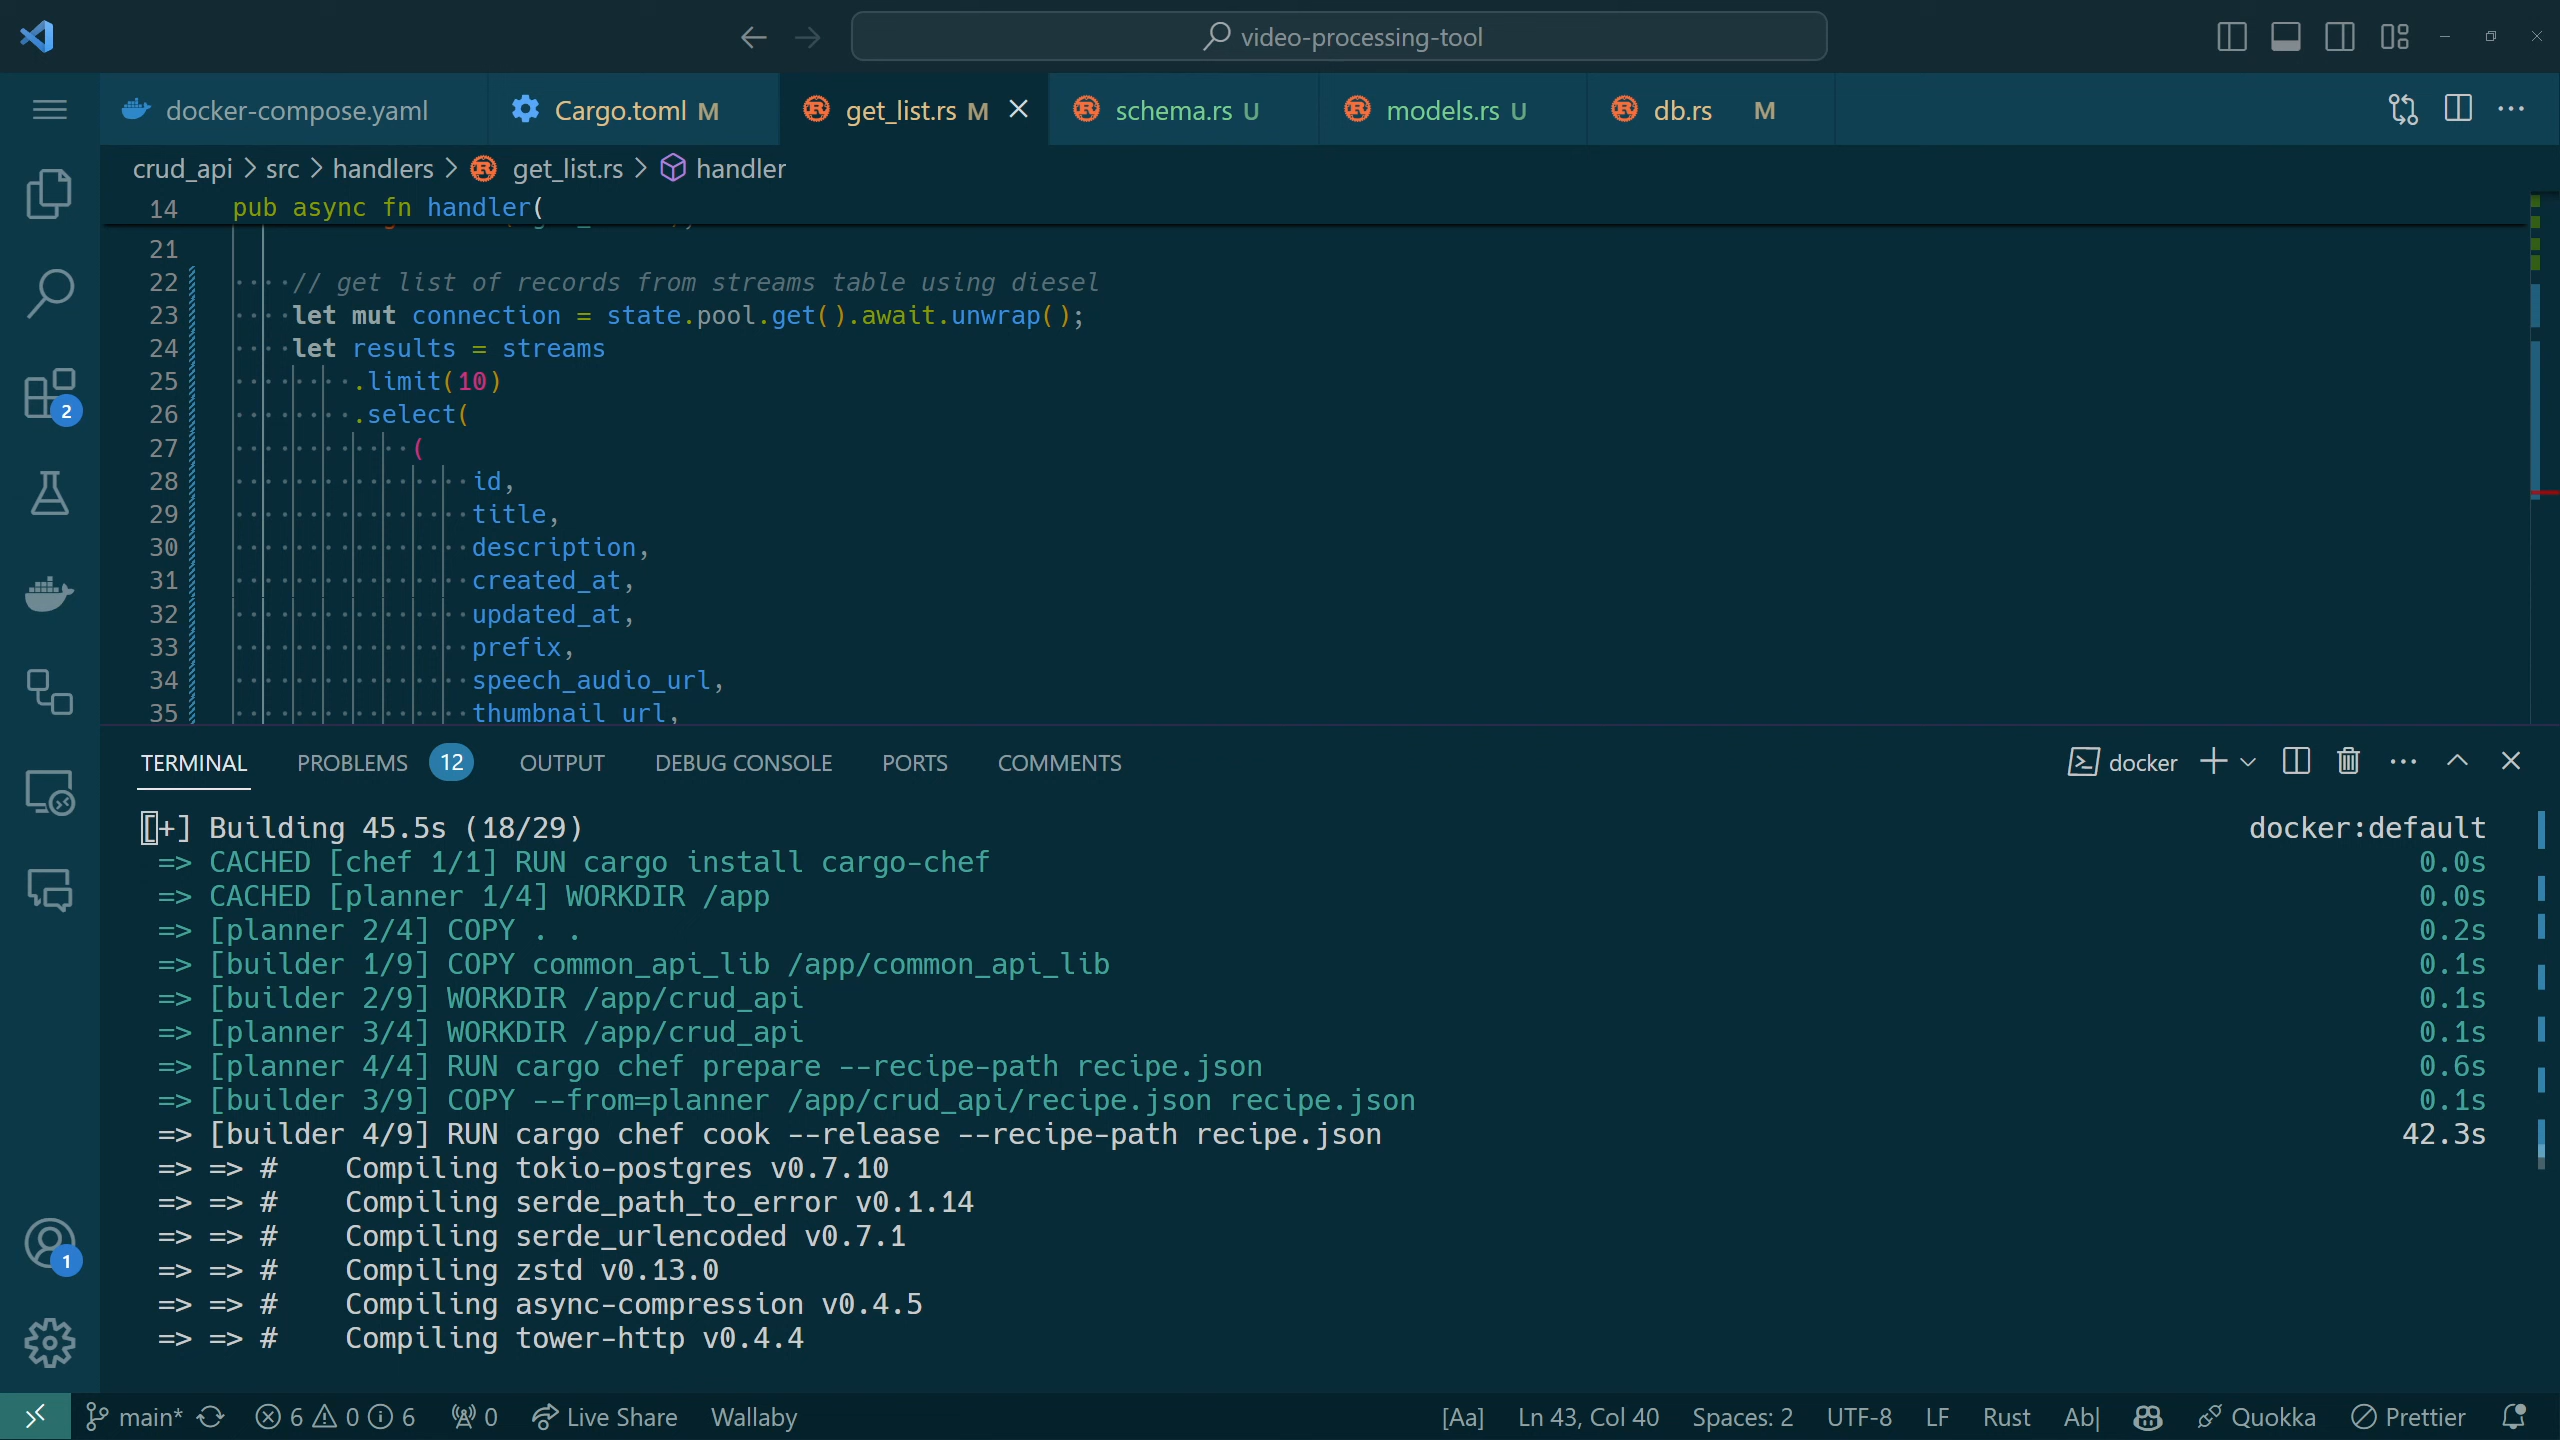 video-processing-tool
docker-compose.yaml
Cargo.toml M
get_list.rs M
schema.rs U
models.rs U
db.rs M
crud_api > src > handlers > get_list.rs > handler
14 pub async fn handler(
21
22 // get list of records from streams table using diesel
23 let mut connection = state.pool.get().await.unwrap();
24 let results = streams
25 .limit(10)
26 .select(
27 (
28 id,
29 title,
30 description,
31 created_at,
32 updated_at,
33 prefix,
34 speech_audio_url,
35 thumbnail_url,
2
1
TERMINAL PROBLEMS 12 OUTPUT DEBUG CONSOLE PORTS COMMENTS docker
[+] Building 45.5s (18/29) docker:default
=> CACHED [chef 1/1] RUN cargo install cargo-chef 0.0s
=> CACHED [planner 1/4] WORKDIR /app 0.0s
=> [planner 2/4] COPY . . 0.2s
=> [builder 1/9] COPY common_api_lib /app/common_api_lib 0.1s
=> [builder 2/9] WORKDIR /app/crud_api 0.1s
=> [planner 3/4] WORKDIR /app/crud_api 0.1s
=> [planner 4/4] RUN cargo chef prepare --recipe-path recipe.json 0.6s
=> [builder 3/9] COPY --from=planner /app/crud_api/recipe.json recipe.json 0.1s
=> [builder 4/9] RUN cargo chef cook --release --recipe-path recipe.json 42.3s
=> => # Compiling tokio-postgres v0.7.10
=> => # Compiling serde_path_to_error v0.1.14
=> => # Compiling serde_urlencoded v0.7.1
=> => # Compiling zstd v0.13.0
=> => # Compiling async-compression v0.4.5
=> => # Compiling tower-http v0.4.4
main* 6 0 6 0 Live Share Wallaby [Aa] Ln 43, Col 40 Spaces: 2 UTF-8 LF Rust Ab| Quokka Prettier